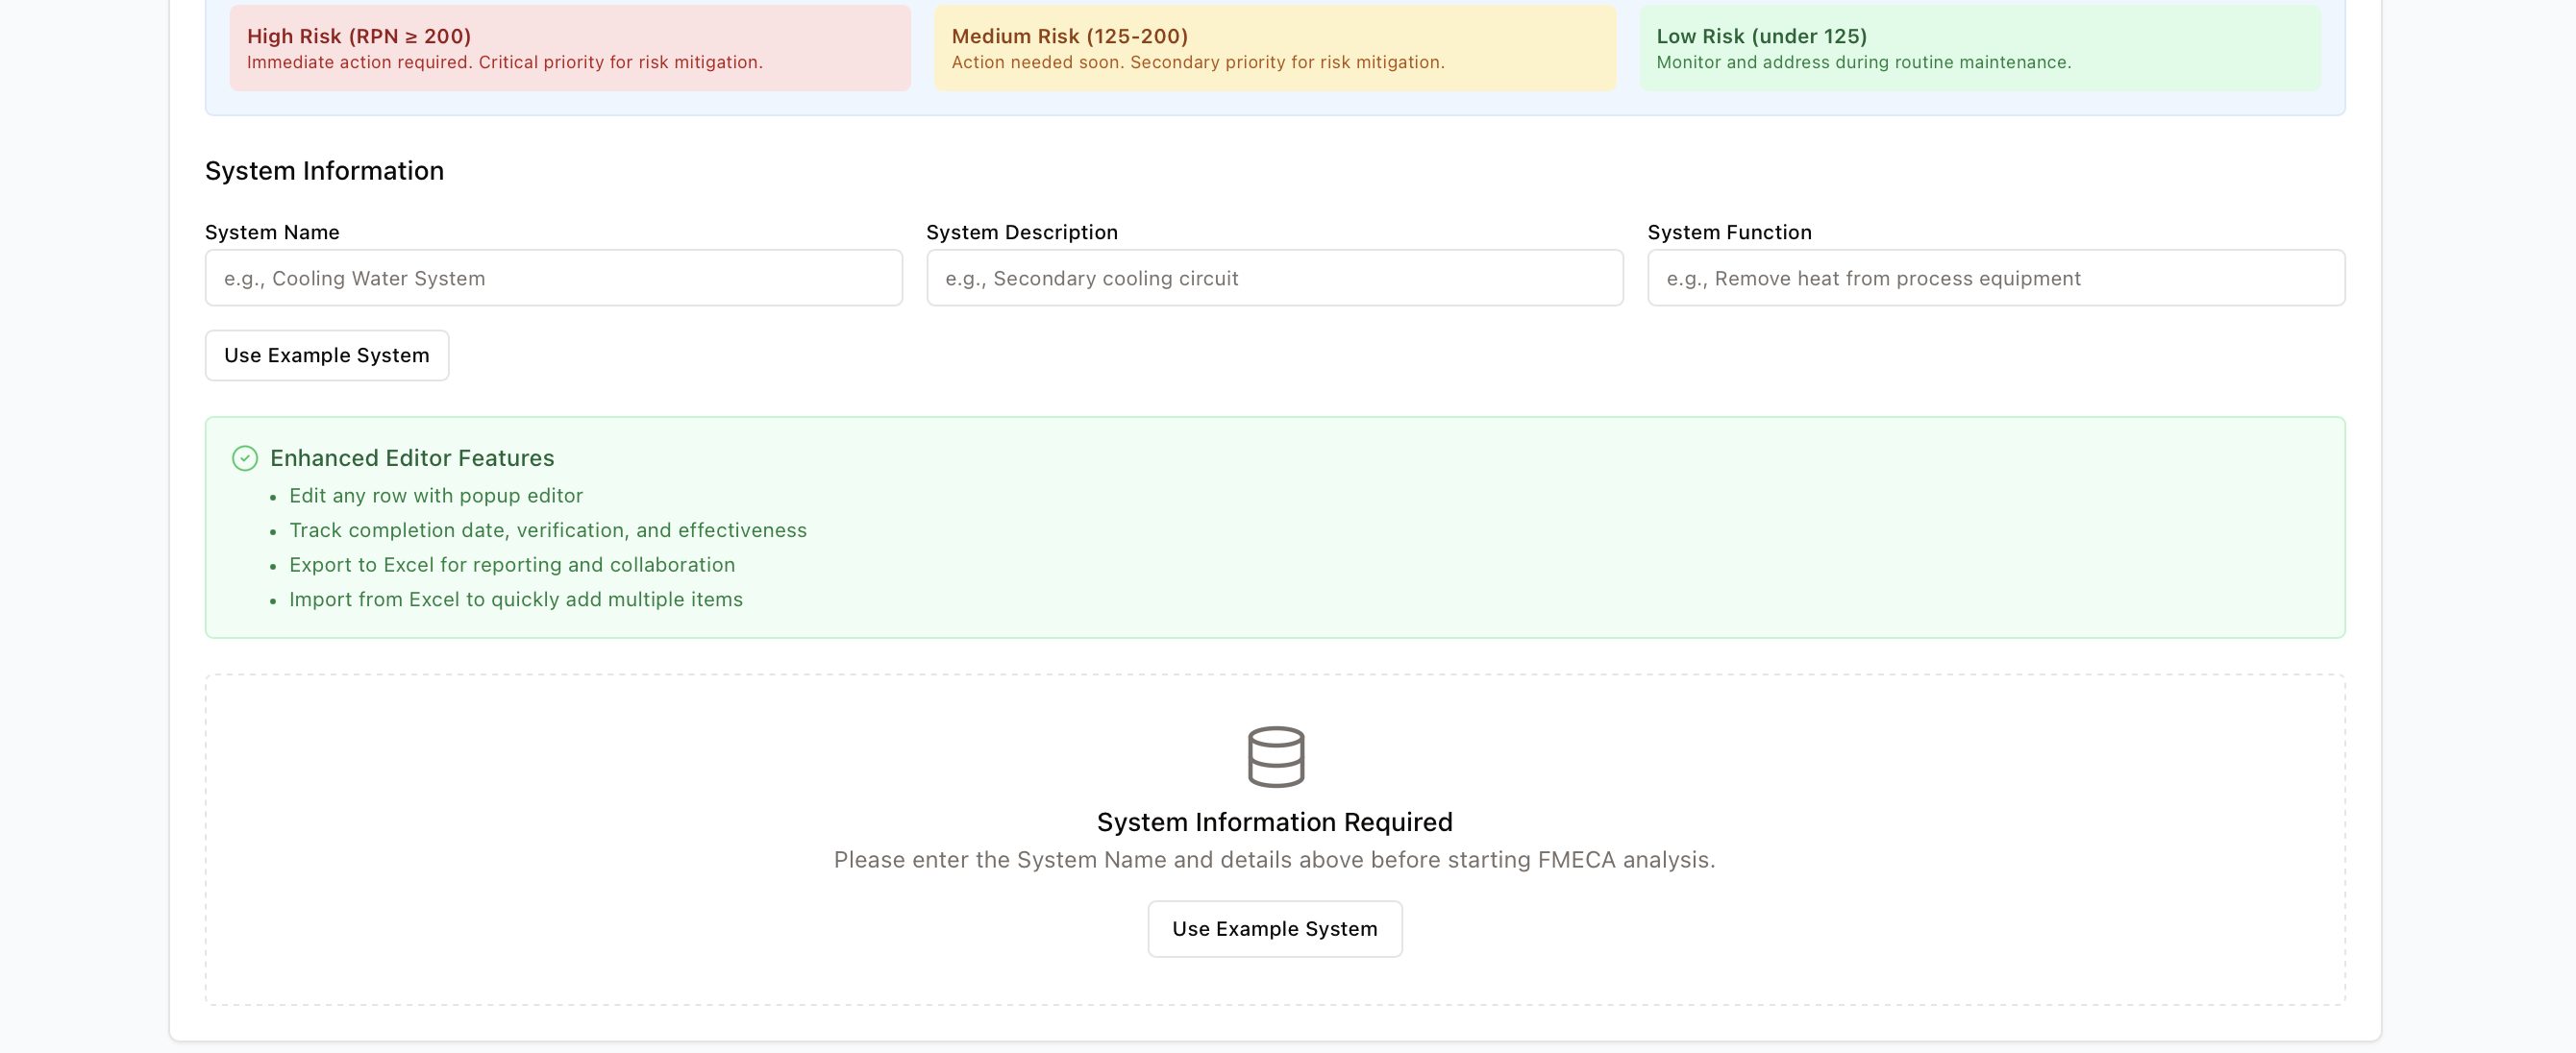 High Risk (RPN ≥ 200)
Immediate action required. Critical priority for risk mitigation.
Medium Risk (125-200)
Action needed soon. Secondary priority for risk mitigation.
Low Risk (under 125)
Monitor and address during routine maintenance.
System Information
System Name
e.g., Cooling Water System
System Description
e.g., Secondary cooling circuit
System Function
e.g., Remove heat from process equipment
Use Example System
Enhanced Editor Features
• Edit any row with popup editor
• Track completion date, verification, and effectiveness
• Export to Excel for reporting and collaboration
• Import from Excel to quickly add multiple items
System Information Required
Please enter the System Name and details above before starting FMECA analysis.
Use Example System